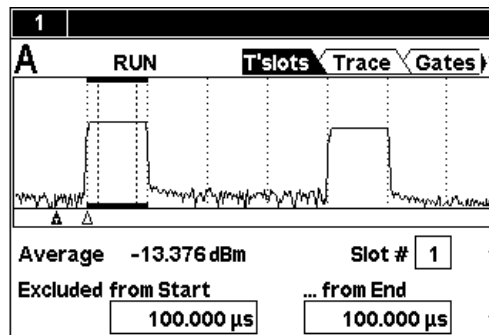 1
A RUN T'slots Trace Gates
Average -13.376 dBm Slot # 1
Excluded from Start ... from End
100.000 µs 100.000 µs